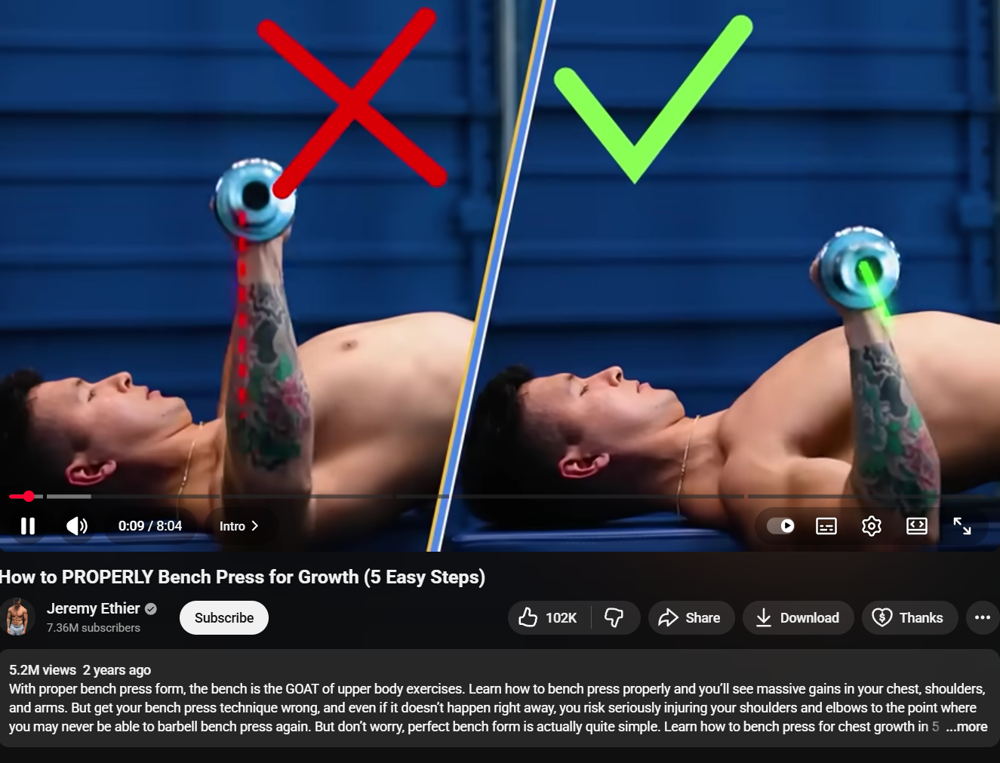 0:09 / 8:04
Intro
How to PROPERLY Bench Press for Growth (5 Easy Steps)
Jeremy Ethier
7.36M subscribers
Subscribe
102K
Share
Download
Thanks
5.2M views 2 years ago
With proper bench press form, the bench is the GOAT of upper body exercises. Learn how to bench press properly and you’ll see massive gains in your chest, shoulders,
and arms. But get your bench press technique wrong, and even if it doesn’t happen right away, you risk seriously injuring your shoulders and elbows to the point where
you may never be able to barbell bench press again. But don’t worry, perfect bench form is actually quite simple. Learn how to bench press for chest growth in 5 ...more